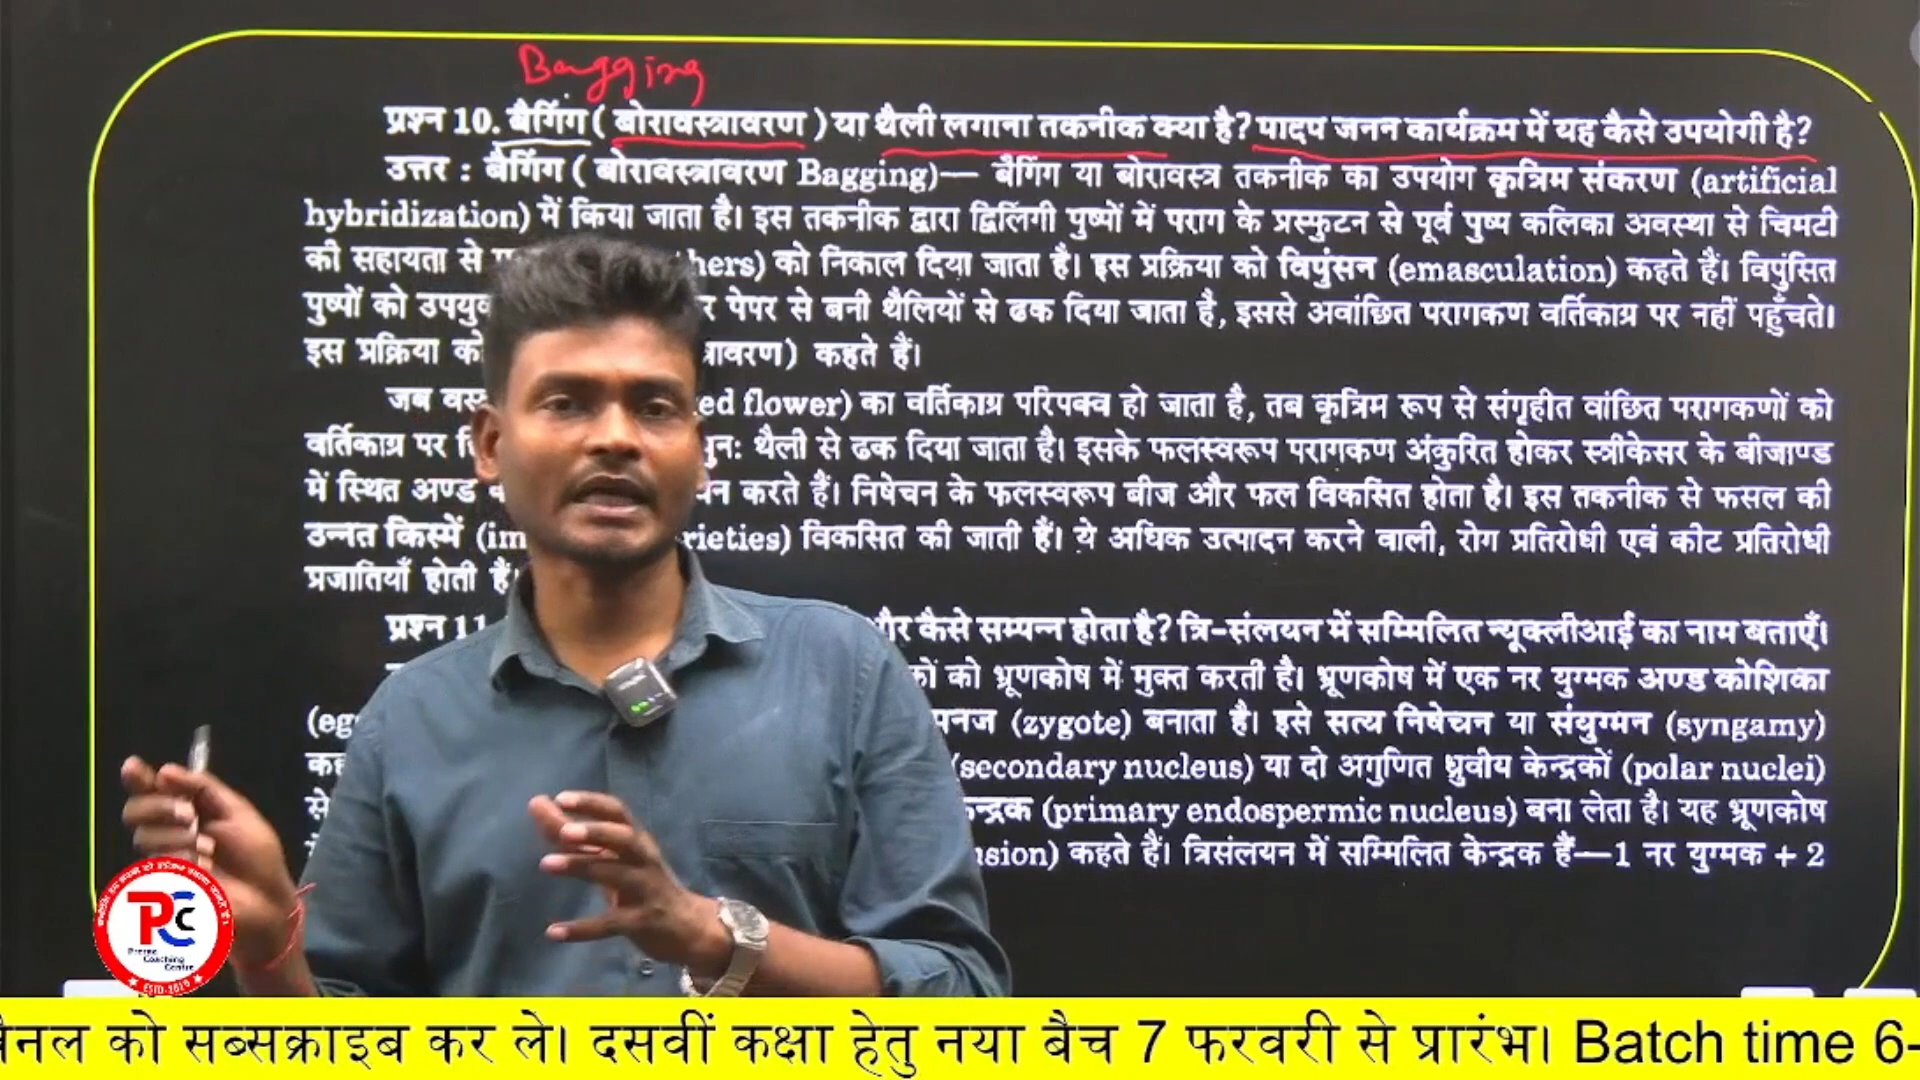 Bagging
प्रश्न 10. बैगिंग ( बोरावस्त्रावरण ) या थैली लगाना तकनीक क्या है? पादप जनन कार्यक्रम में यह कैसे उपयोगी है?
उत्तर : बैगिंग ( बोरावस्त्रावरण Bagging)— बैगिंग या बोरावस्त्र तकनीक का उपयोग कृत्रिम संकरण (artificial
hybridization) में किया जाता है। इस तकनीक द्वारा द्विलिंगी पुष्पों में पराग के प्रस्फुटन से पूर्व पुष्प कलिका अवस्था से चिमटी
की सहायता से hers) को निकाल दिया जाता है। इस प्रक्रिया को विपुंसन (emasculation) कहते हैं। विपुंसित
पुष्पों को पेपर से बनी थैलियों से ढक दिया जाता है, इससे अवांछित परागकण वर्तिकाग्र पर नहीं पहुँचते।
इस प्रक्रिया को त्रावरण) कहते हैं।
जब ed flower) का वर्तिकाग्र परिपक्व हो जाता है, तब कृत्रिम रूप से संगृहीत वांछित परागकणों को
वर्तिकाग्र पर थैली से ढक दिया जाता है। इसके फलस्वरूप परागकण अंकुरित होकर स्त्रीकेसर के बीजाण्ड
में स्थित अण्ड करते हैं। निषेचन के फलस्वरूप बीज और फल विकसित होता है। इस तकनीक से फसल की
उन्नत किस्में (im rieties) विकसित की जाती हैं। ये अधिक उत्पादन करने वाली, रोग प्रतिरोधी एवं कीट प्रतिरोधी
प्रजातियाँ होती हैं।
प्रश्न 11. और कैसे सम्पन्न होता है? त्रि-संलयन में सम्मिलित न्यूक्लीआई का नाम बताएँ।
को भ्रूणकोष में मुक्त करती है। भ्रूणकोष में एक नर युग्मक अण्ड कोशिका
(eg (zygote) बनाता है। इसे सत्य निषेचन या संयुग्मन (syngamy)
(secondary nucleus) या दो अगुणित ध्रुवीय केन्द्रकों (polar nuclei)
से न्द्रक (primary endospermic nucleus) बना लेता है। यह भ्रूणकोष
sion) कहते हैं। त्रिसंलयन में सम्मिलित केन्द्रक हैं—1 नर युग्मक + 2
PCC
Prerna
Coaching
Centre
ESTD-2019
चैनल को सब्सक्राइब कर ले। दसवीं कक्षा हेतु नया बैच 7 फरवरी से प्रारंभ। Batch time 6-